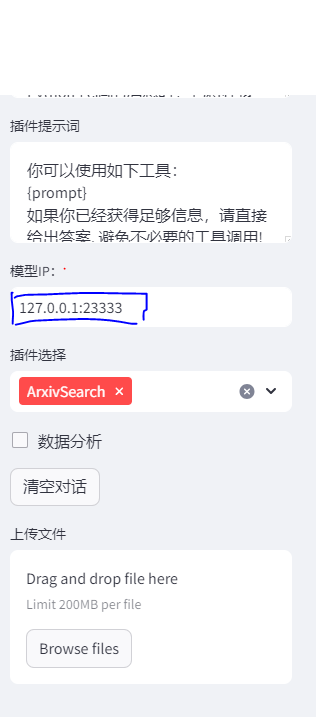 插件提示词
你可以使用如下工具：
{prompt}
如果你已经获得足够信息，请直接
给出答案. 避免不必要的工具调用!
模型IP：
127.0.0.1:23333
插件选择
ArxivSearch ×
数据分析
清空对话
上传文件
Drag and drop file here
Limit 200MB per file
Browse files